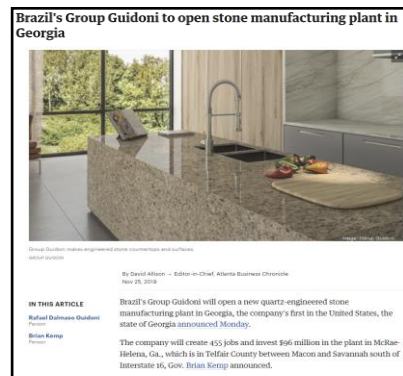 Brazil's Group Guidoni to open stone manufacturing plant in
Georgia
Image: Group Guidoni
Group Guidoni makes engineered stone countertops and surfaces.
GROUP GUIDONI
By David Allison – Editor-in-Chief, Atlanta Business Chronicle
Nov 25, 2019
IN THIS ARTICLE
Rafael Dalmaso Guidoni
Person
Brian Kemp
Person
Brazil's Group Guidoni will open a new quartz-engineered stone
manufacturing plant in Georgia, the company's first in the United States, the
state of Georgia announced Monday.
The company will create 455 jobs and invest $96 million in the plant in McRae-
Helena, Ga., which is in Telfair County between Macon and Savannah south of
Interstate 16, Gov. Brian Kemp announced.